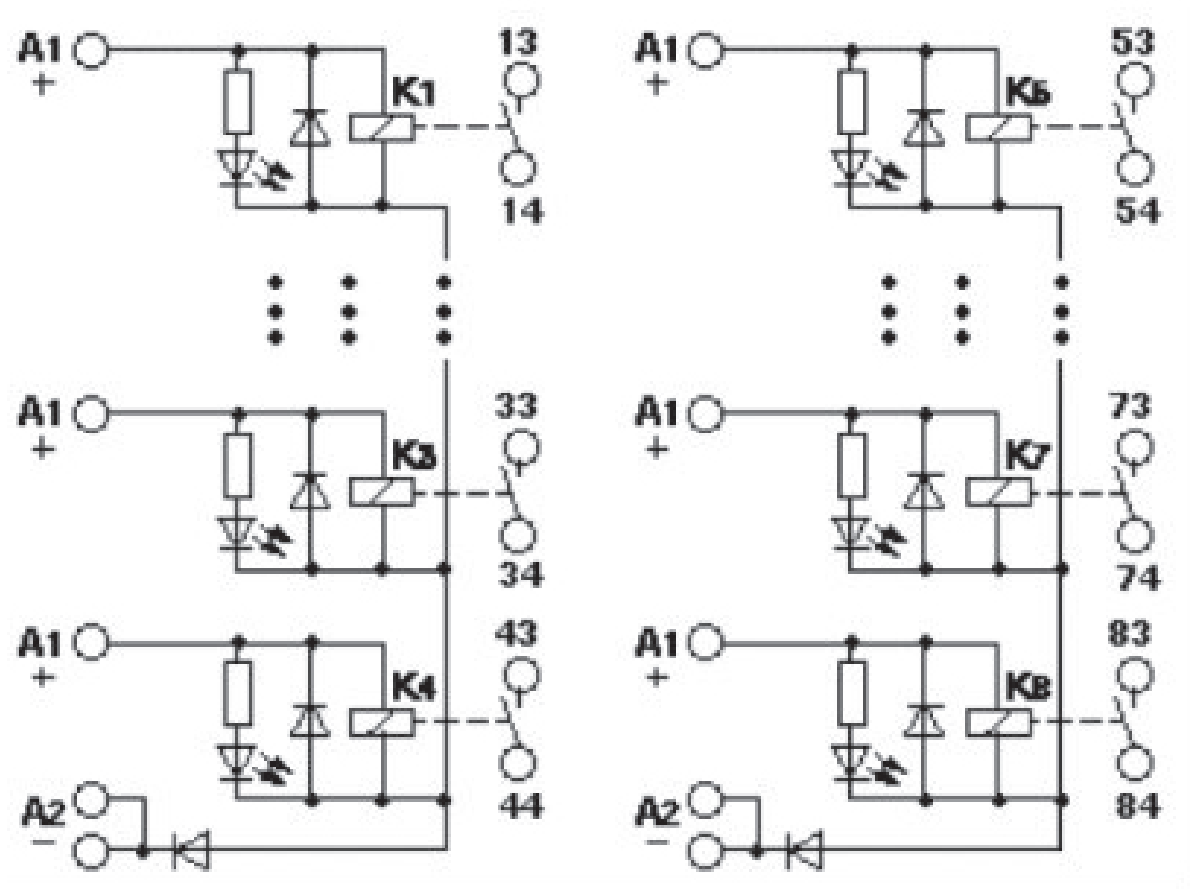 A1 13 A1 53
+ K1 + K5
14 54
A1 33 A1 73
+ K3 + K7
34 74
A1 43 A1 83
+ K4 + K8
A2 44 A2 84
− −